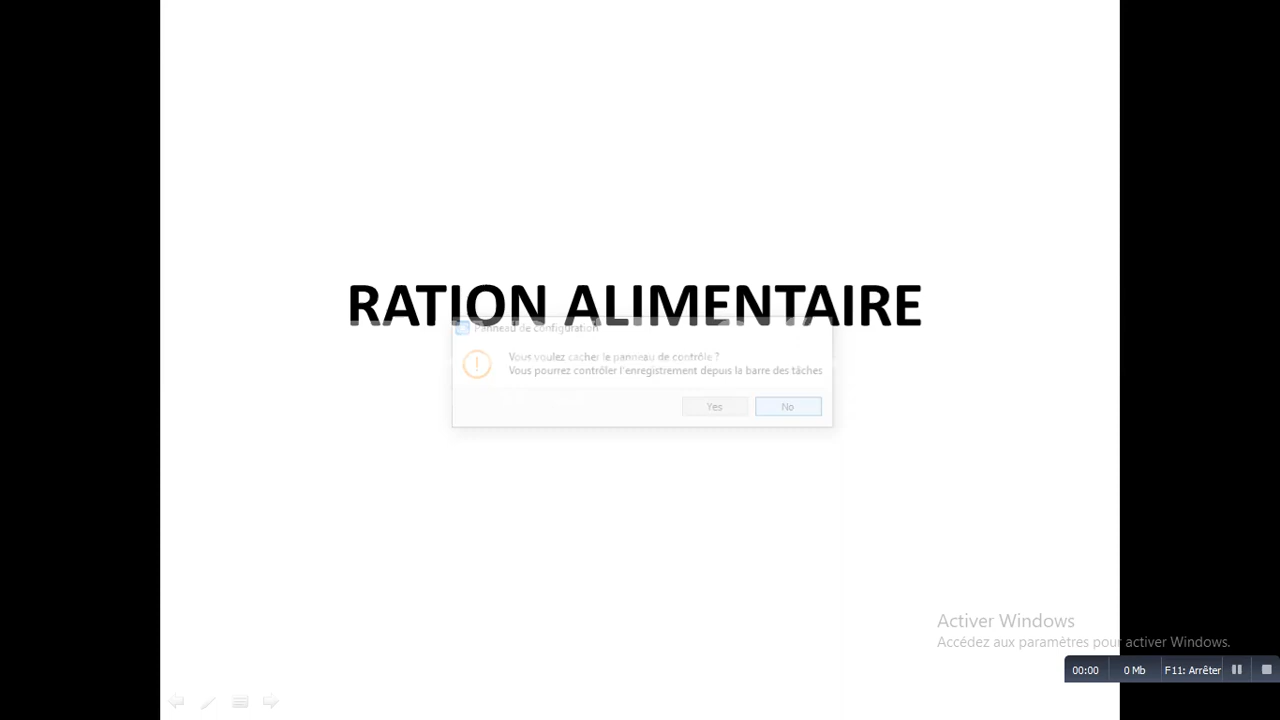 RATION ALIMENTAIRE
Panneau de configuration
Vous voulez cacher le panneau de contrôle ?
Vous pourrez contrôler l'enregistrement depuis la barre des tâches
Yes
No
Activer Windows
Accédez aux paramètres pour activer Windows.
00:00
0 Mb
F11: Arrêter